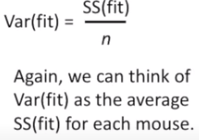 Var(fit) = SS(fit)
n
Again, we can think of
Var(fit) as the average
SS(fit) for each mouse.